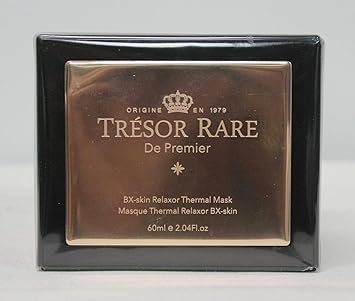 ORIGINE EN 1979
TRÉSOR RARE
De Premier
BX-skin Relaxor Thermal Mask
Masque Thermal Relaxor BX-skin
60ml e 2.04Fl.oz